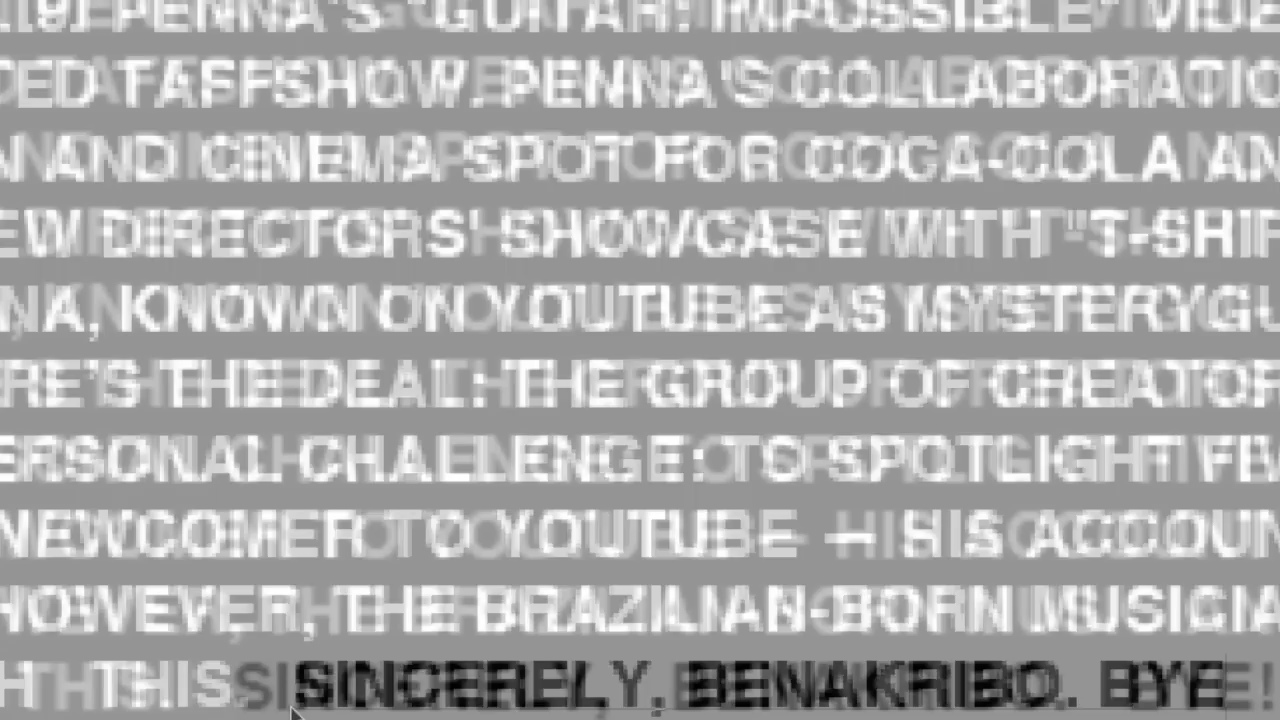 PENNA'S "GUITAR: IMPOSSIBLE" VIDE
DED TAFFSHOW. PENNA'S COLLABORATIO
AND CINEMA SPOT FOR COCA-COLA AN
EW DIRECTORS' SHOWCASE WITH "T-SHIR
NA, KNOWN ON YOUTUBE AS MYSTERYGU
RE'S THE DEAL: THE GROUP OF CREATOR
ERSONAL CHALLENGE: TO SPOTLIGHT
NEWCOMER TO YOUTUBE – HIS ACCOUN
HOWEVER, THE BRAZILIAN-BORN MUSICIA
H THIS. SINCERELY, BENAKRIBO. BYE!